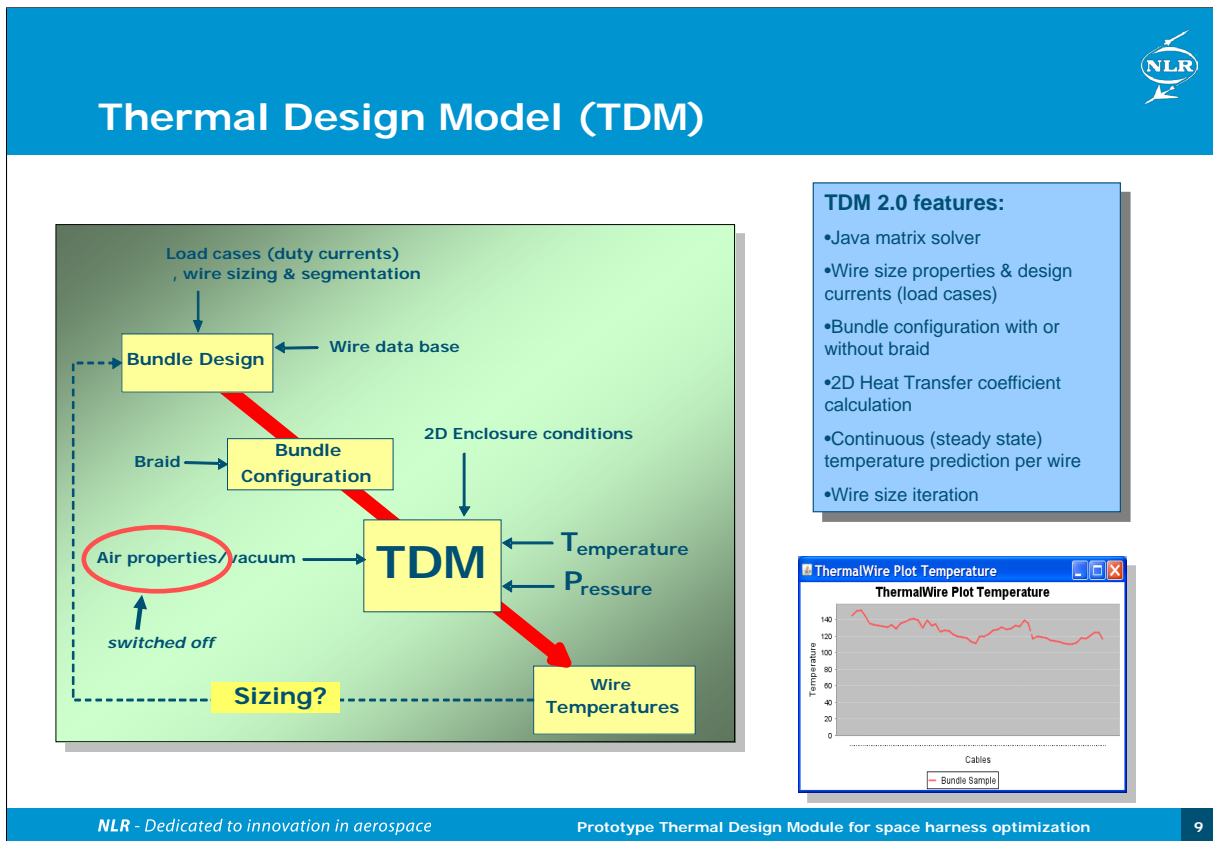 NLR
Thermal Design Model (TDM)
Load cases (duty currents)
, wire sizing & segmentation
Bundle Design
Wire data base
Bundle
Configuration
Braid
2D Enclosure conditions
Air properties/vacuum
TDM
Temperature
Pressure
switched off
Sizing?
Wire
Temperatures
TDM 2.0 features:
•Java matrix solver
•Wire size properties & design
currents (load cases)
•Bundle configuration with or
without braid
•2D Heat Transfer coefficient
calculation
•Continuous (steady state)
temperature prediction per wire
•Wire size iteration
ThermalWire Plot Temperature
ThermalWire Plot Temperature
Temperature
140
120
100
80
60
40
20
0
Cables
Bundle Sample
NLR - Dedicated to innovation in aerospace
Prototype Thermal Design Module for space harness optimization
9